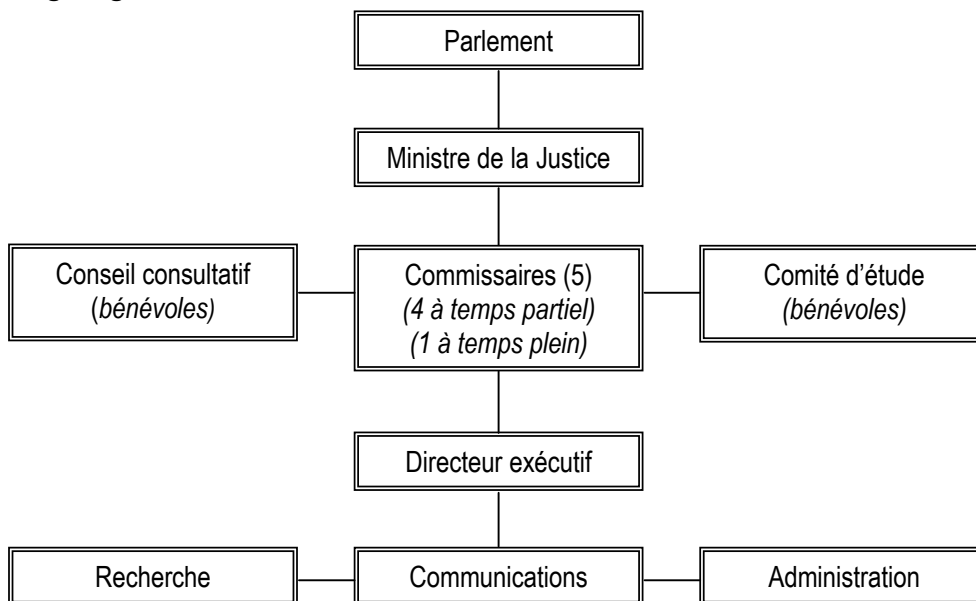 Parlement
Ministre de la Justice
Conseil consultatif
(bénévoles)
Commissaires (5)
(4 à temps partiel)
(1 à temps plein)
Comité d’étude
(bénévoles)
Directeur exécutif
Recherche
Communications
Administration